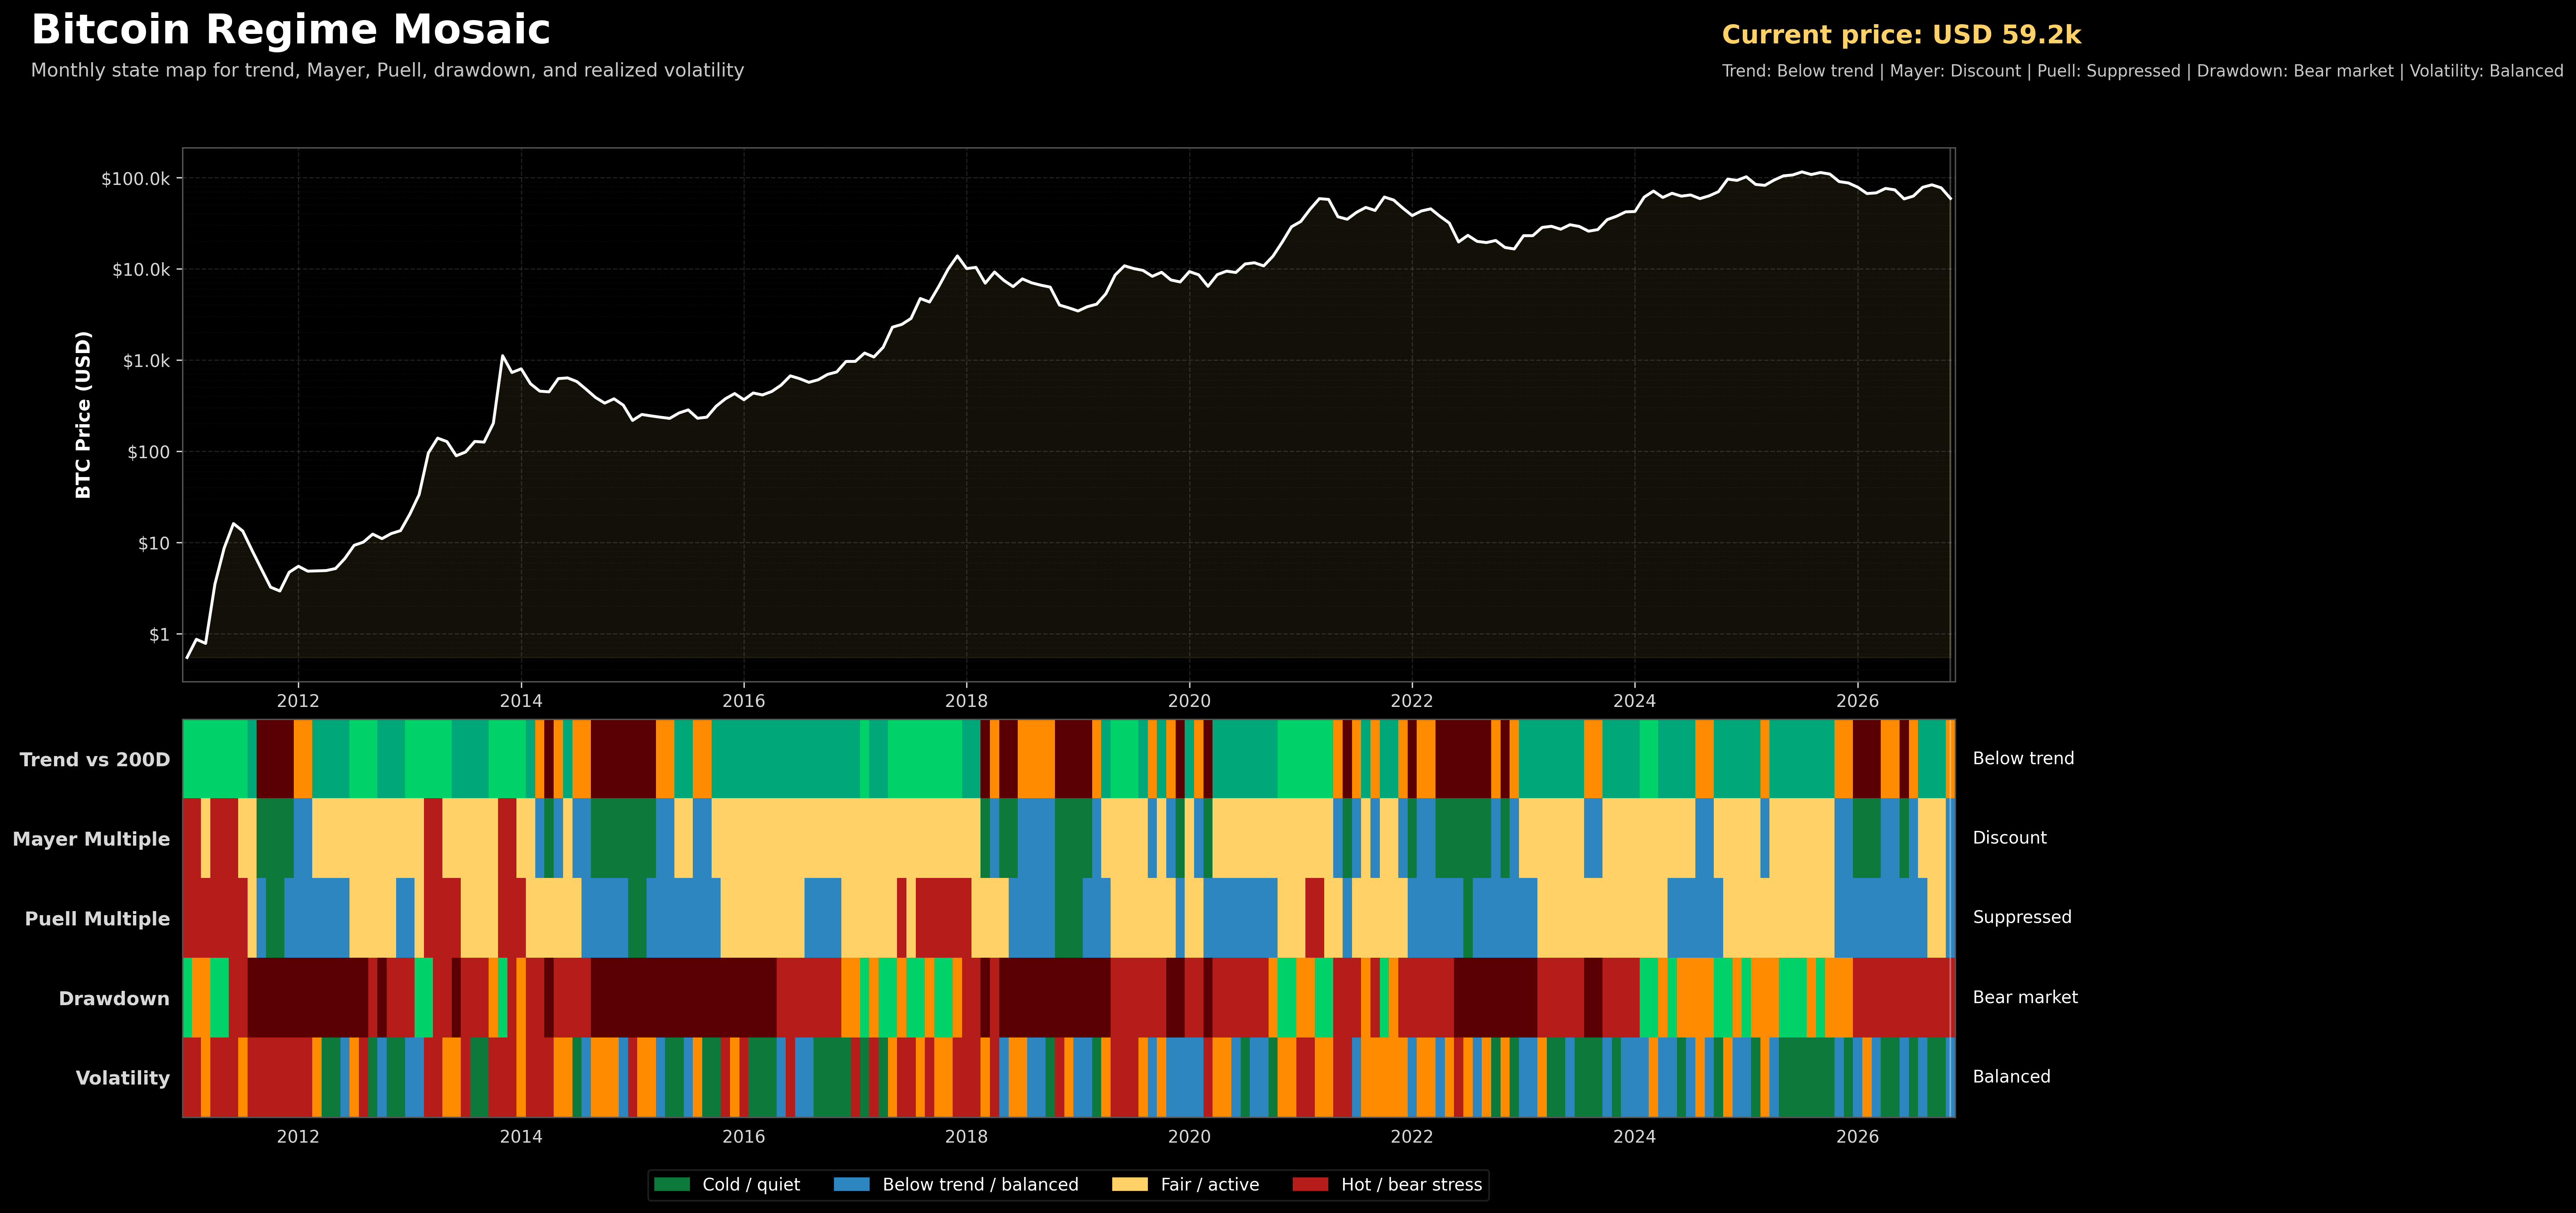 Bitcoin Regime Mosaic
Monthly state map for trend, Mayer, Puell, drawdown, and realized volatility
Current price: USD 59.2k
Trend: Below trend | Mayer: Discount | Puell: Suppressed | Drawdown: Bear market | Volatility: Balanced
BTC Price (USD)
$100.0k
$10.0k
$1.0k
$100
$10
$1
2012 2014 2016 2018 2020 2022 2024 2026
Trend vs 200D Below trend
Mayer Multiple Discount
Puell Multiple Suppressed
Drawdown Bear market
Volatility Balanced
2012 2014 2016 2018 2020 2022 2024 2026
Cold / quiet Below trend / balanced Fair / active Hot / bear stress